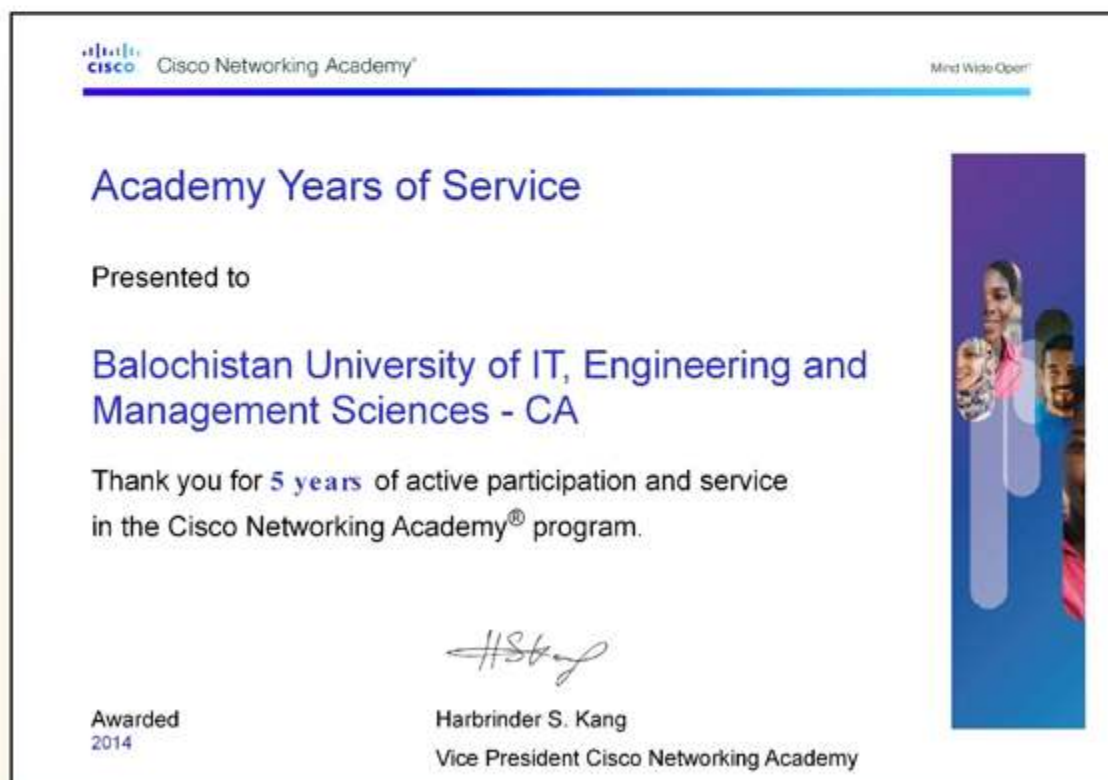 CISCO Cisco Networking Academy®
Mind Wide Open™
Academy Years of Service
Presented to
Balochistan University of IT, Engineering and
Management Sciences - CA
Thank you for 5 years of active participation and service
in the Cisco Networking Academy® program.
HSKang
Awarded
2014
Harbrinder S. Kang
Vice President Cisco Networking Academy